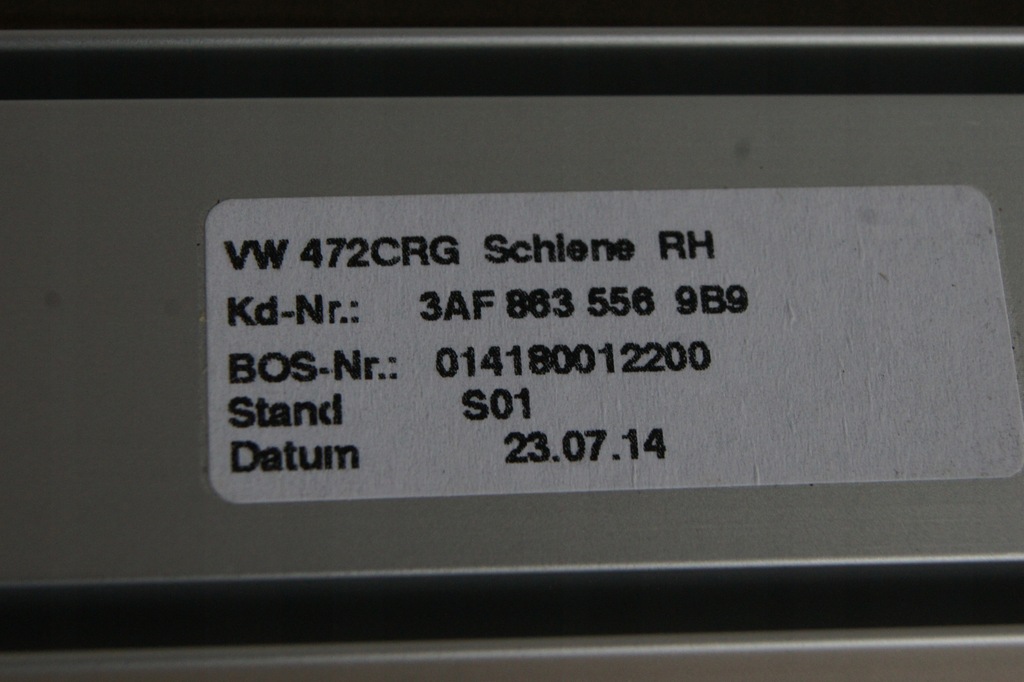 VW 472CRG Schiene RH
Kd-Nr.: 3AF 863 556 9B9
BOS-Nr.: 014180012200
Stand S01
Datum 23.07.14